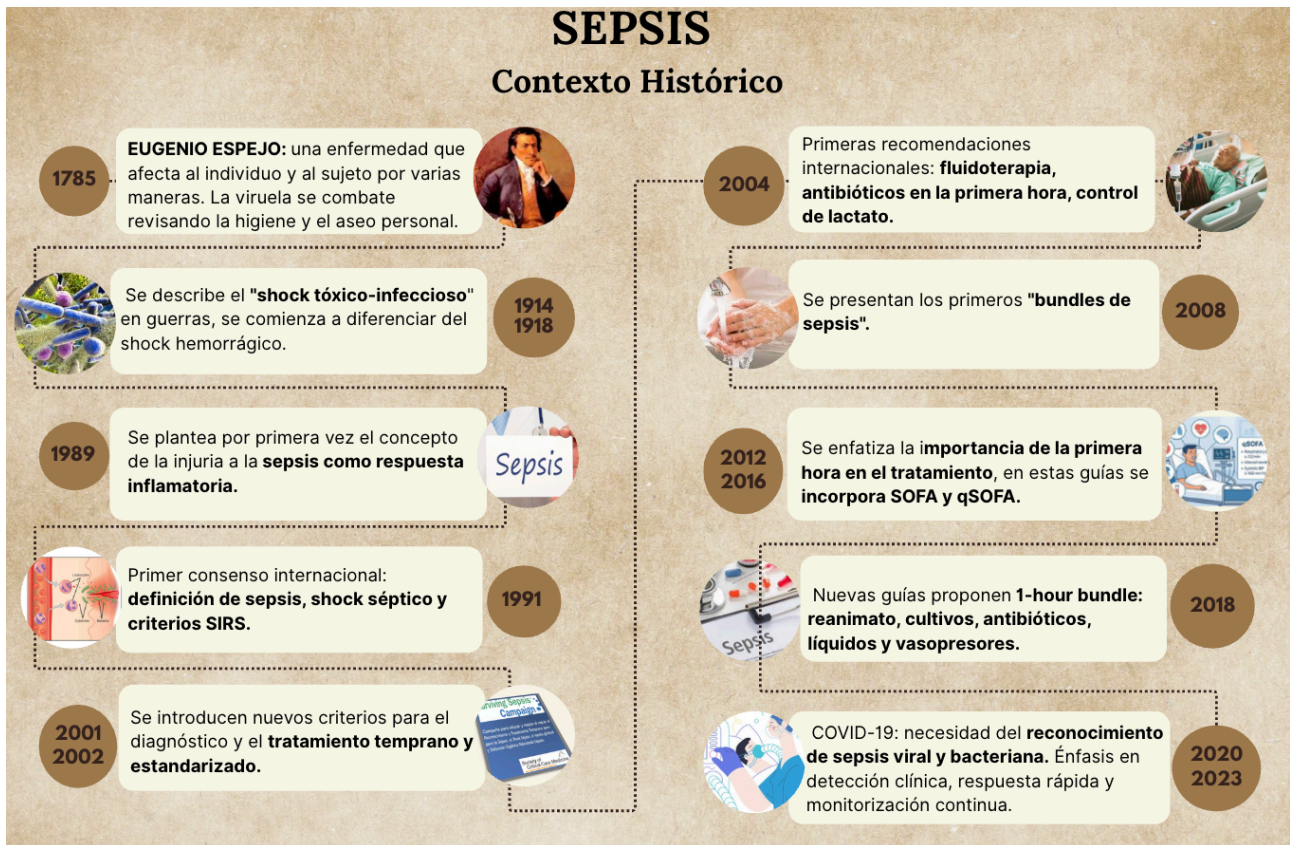 SEPSIS
Contexto Histórico
1785
EUGENIO ESPEJO: una enfermedad que
afecta al individuo y al sujeto por varias
maneras. La viruela se combate
revisando la higiene y el aseo personal.
Se describe el "shock tóxico-infeccioso"
en guerras, se comienza a diferenciar del
shock hemorrágico.
1914
1918
1989
Se plantea por primera vez el concepto
de la injuria a la sepsis como respuesta
inflamatoria.
Sepsis
Primer consenso internacional:
definición de sepsis, shock séptico y
criterios SIRS.
1991
2001
2002
Se introducen nuevos criterios para el
diagnóstico y el tratamiento temprano y
estandarizado.
urviving Sepsis
Campaign
Society of
Critical Care Medicine
2004
Primeras recomendaciones
internacionales: fluidoterapia,
antibióticos en la primera hora, control
de lactato.
Se presentan los primeros "bundles de
sepsis".
2008
2012
2016
Se enfatiza la importancia de la primera
hora en el tratamiento, en estas guías se
incorpora SOFA y qSOFA.
qSOFA
Sepsis
Nuevas guías proponen 1-hour bundle:
reanimato, cultivos, antibióticos,
líquidos y vasopresores.
2018
COVID-19: necesidad del reconocimiento
de sepsis viral y bacteriana. Énfasis en
detección clínica, respuesta rápida y
monitorización continua.
2020
2023